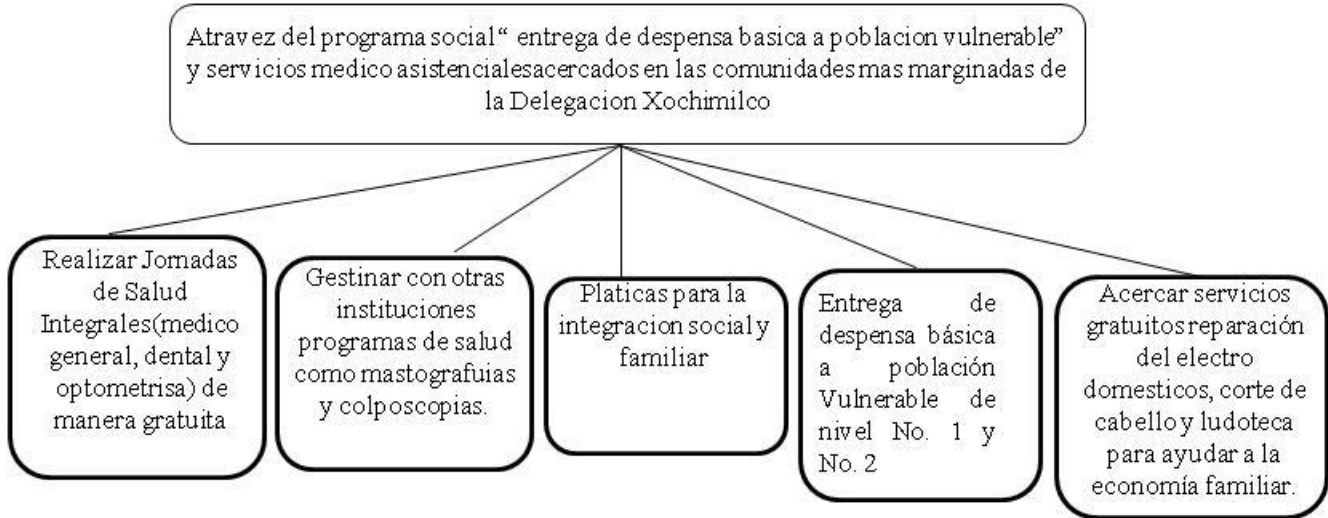 Atravez del programa social “ entrega de despensa basica a poblacion vulnerable”
y servicios medico asistencialesacercados en las comunidades mas marginadas de
la Delegacion Xochimilco
Realizar Jornadas
de Salud
Integrales(medico
general, dental y
optometrisa) de
manera gratuita
Gestinar con otras
instituciones
programas de salud
como mastografuias
y colposcopias.
Platicas para la
integracion social y
familiar
Entrega de
despensa básica
a población
Vulnerable de
nivel No. 1 y
No. 2
Acercar servicios
gratuitos reparación
del electro
domesticos, corte de
cabello y ludoteca
para ayudar a la
economía familiar.